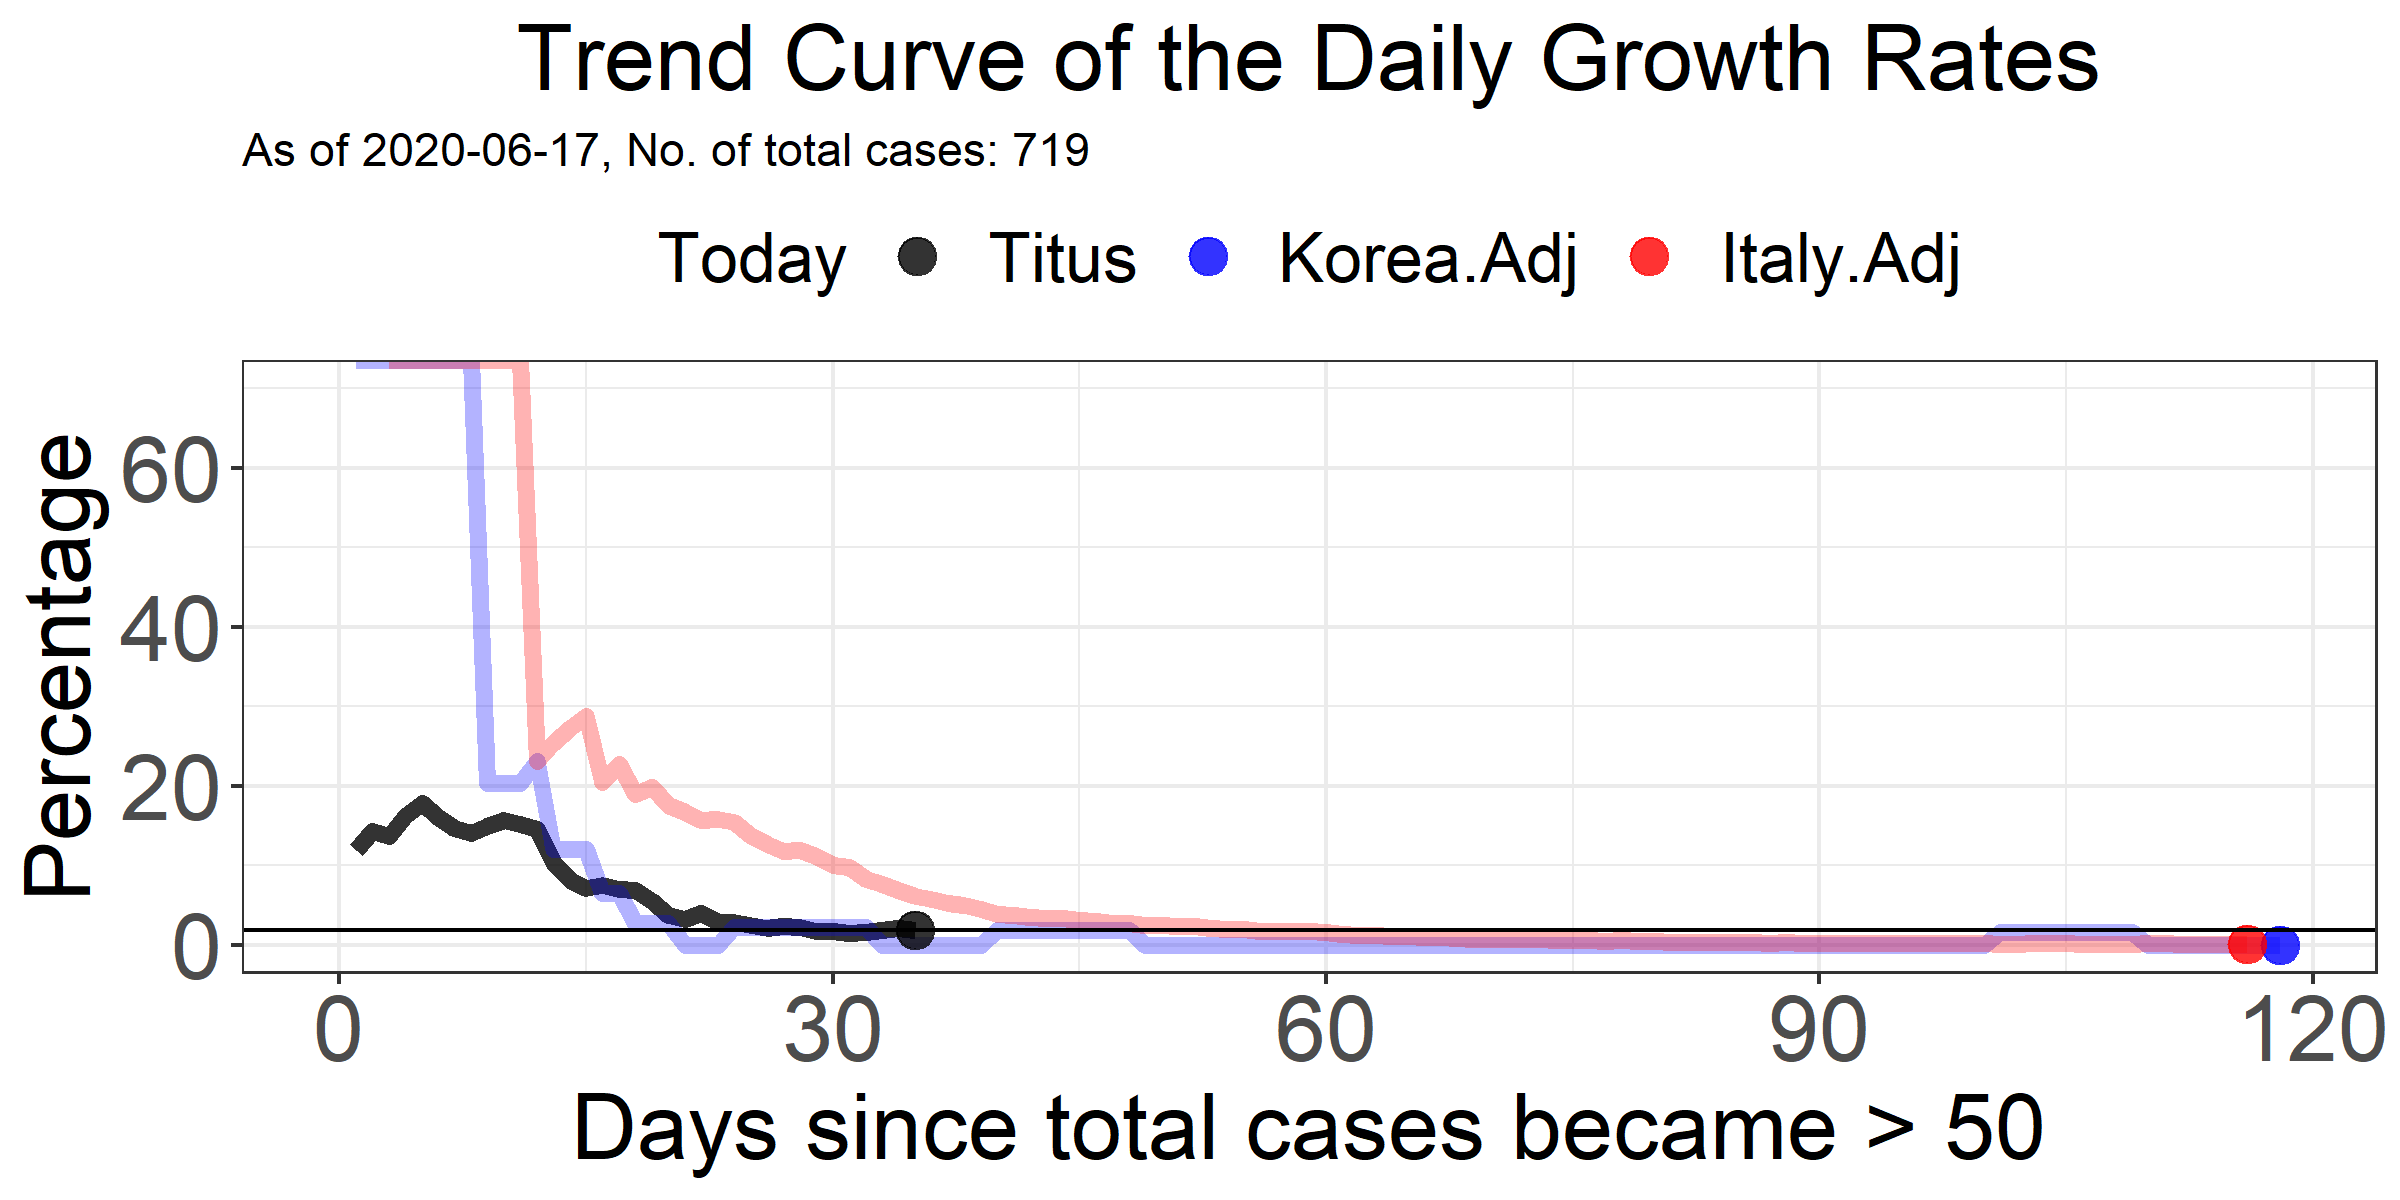 Trend Curve of the Daily Growth Rates
As of 2020-06-17, No. of total cases: 719
Today Titus Korea.Adj Italy.Adj
Percentage
60
40
20
0
0 30 60 90 120
Days since total cases became > 50